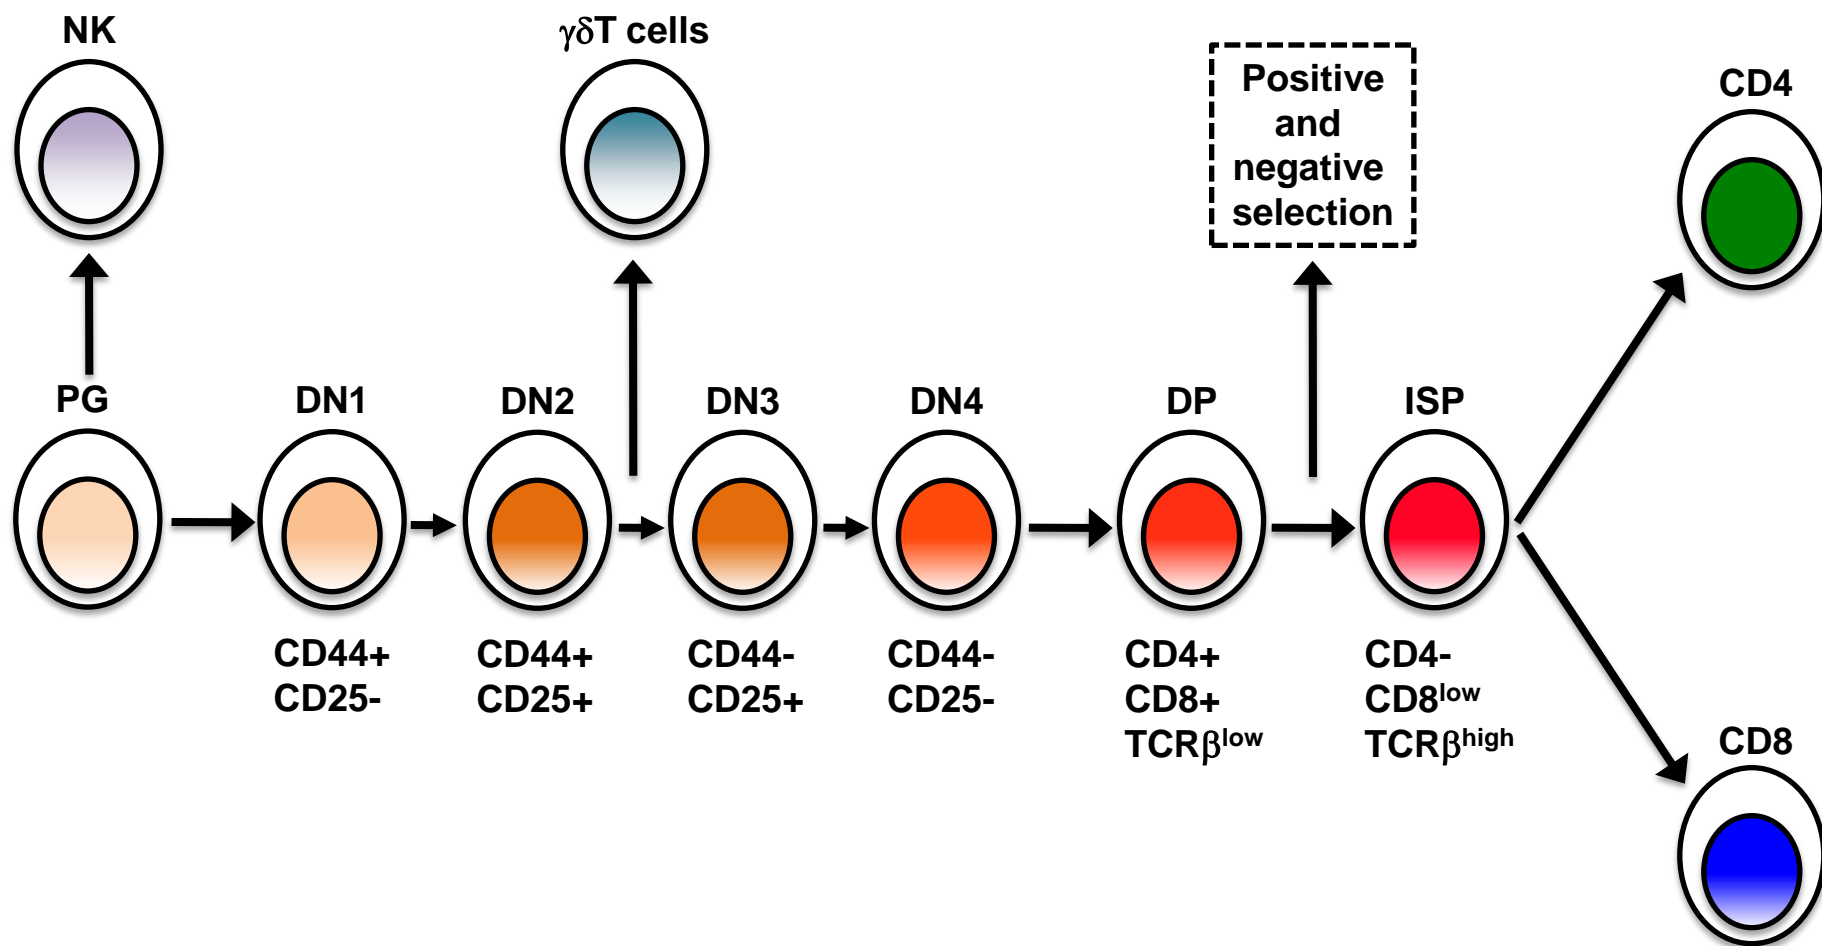 NK
γδT cells
Positive
and
negative
selection
CD4
PG
DN1
DN2
DN3
DN4
DP
ISP
CD44+
CD25-
CD44+
CD25+
CD44-
CD25+
CD44-
CD25-
CD4+
CD8+
TCRβlow
CD4-
CD8low
TCRβhigh
CD8